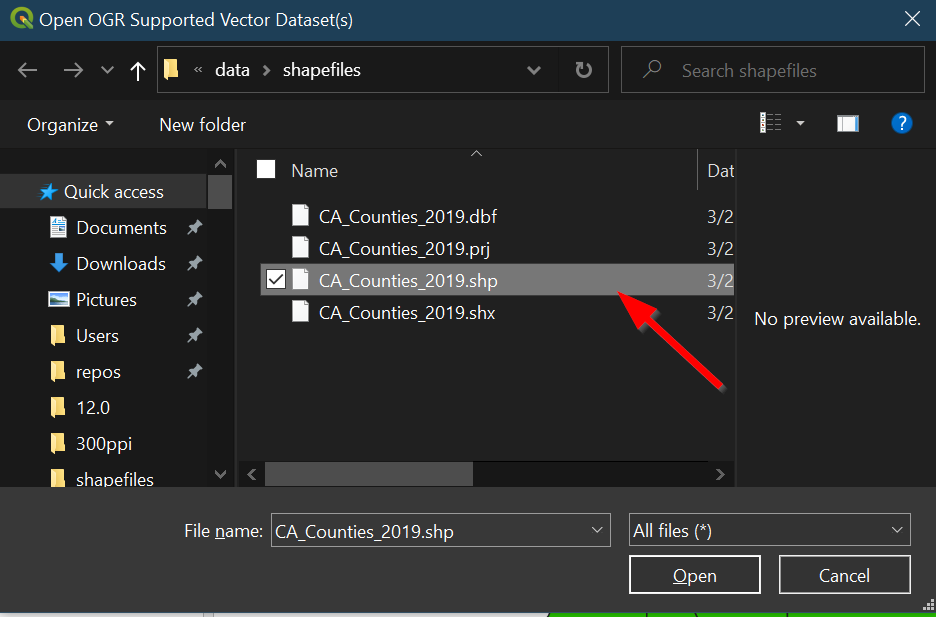 Open OGR Supported Vector Dataset(s)
« data › shapefiles
Search shapefiles
Organize
New folder
?
Quick access
Documents
Downloads
Pictures
Users
repos
12.0
300ppi
shapefiles
Name Dat
CA_Counties_2019.dbf 3/2
CA_Counties_2019.prj 3/2
CA_Counties_2019.shp 3/2
CA_Counties_2019.shx 3/2
No preview available.
File name: CA_Counties_2019.shp
All files (*)
Open
Cancel